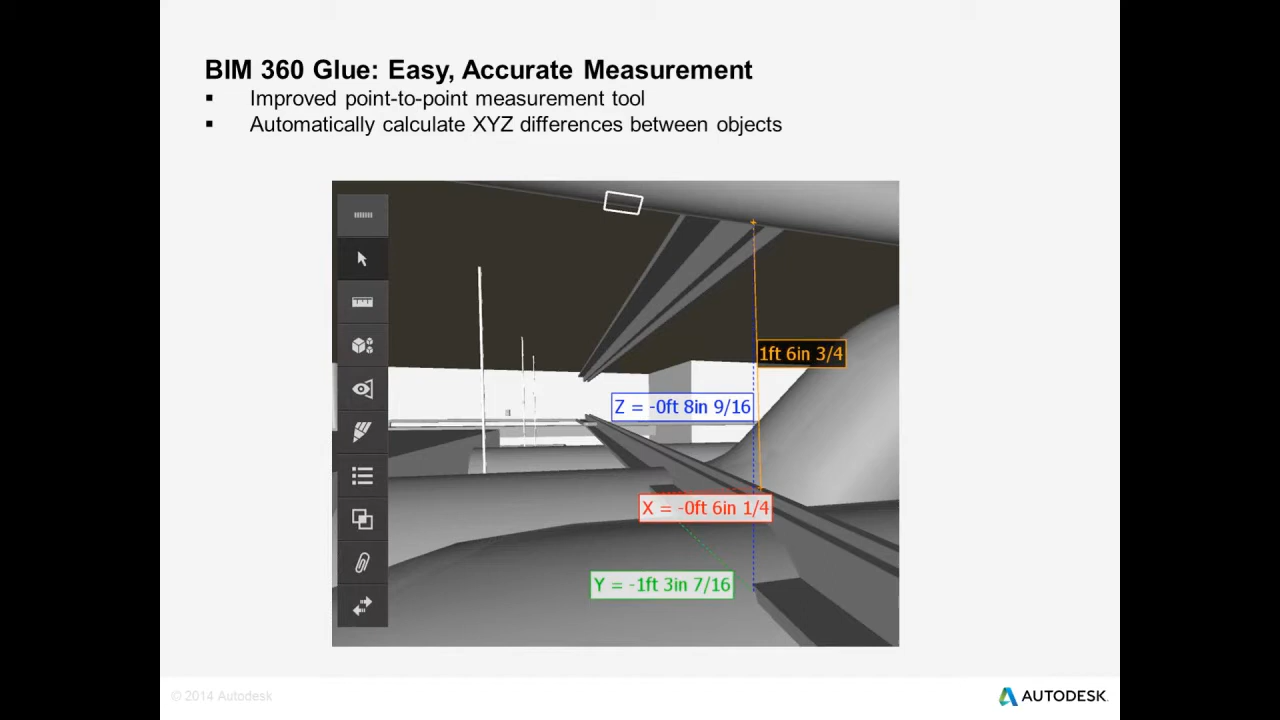 BIM 360 Glue: Easy, Accurate Measurement
▪ Improved point-to-point measurement tool
▪ Automatically calculate XYZ differences between objects
1ft 6in 3/4
Z = -0ft 8in 9/16
X = -0ft 6in 1/4
Y = -1ft 3in 7/16
© 2014 Autodesk
AUTODESK.